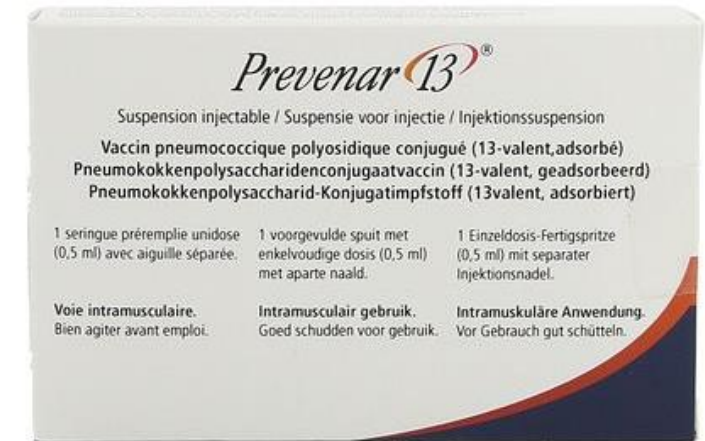 Prevenar 13®
Suspension injectable / Suspensie voor injectie / Injektionssuspension
Vaccin pneumococcique polyosidique conjugué (13-valent,adsorbé)
Pneumokokkenpolysaccharidenconjugaatvaccin (13-valent, geadsorbeerd)
Pneumokokkenpolysaccharid-Konjugatimpfstoff (13valent, adsorbiert)
1 seringue préremplie unidose
(0,5 ml) avec aiguille séparée.
Voie intramusculaire.
Bien agiter avant emploi.
1 voorgevulde spuit met
enkelvoudige dosis (0,5 ml)
met aparte naald.
Intramusculair gebruik.
Goed schudden voor gebruik.
1 Einzeldosis-Fertigspritze
(0,5 ml) mit separater
Injektionsnadel.
Intramuskuläre Anwendung.
Vor Gebrauch gut schütteln.